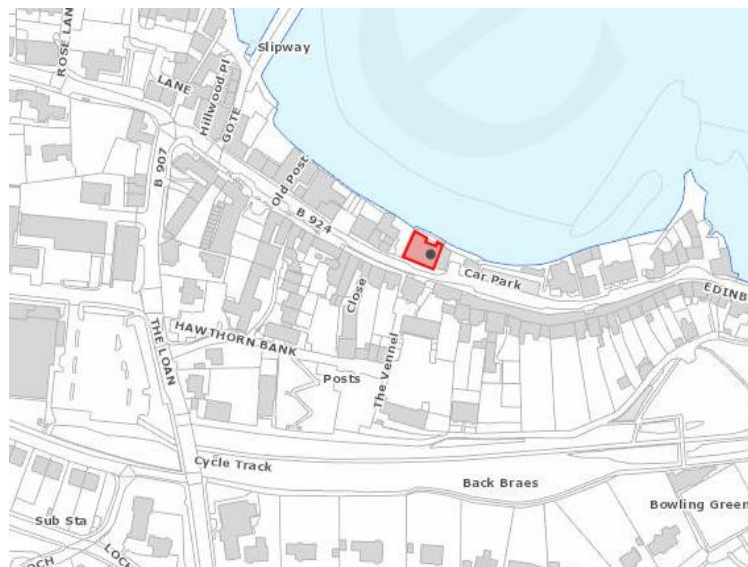 Slipway
ROSE LANE
LANE
Hillwood Pl
GOTE
B 907
Old Post
B 924
Car Park
EDINB
Close
HAWTHORN BANK
THE LOAN
Posts
The Vennel
Cycle Track
Back Braes
Bowling Green
Sub Sta
LOCH
OCH